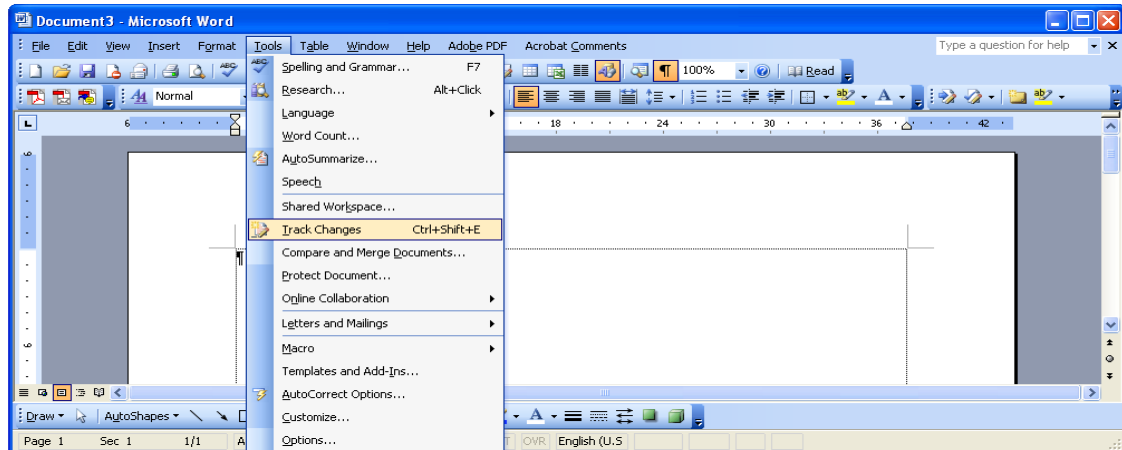 Document3 - Microsoft Word
File Edit View Insert Format Tools Table Window Help Adobe PDF Acrobat Comments Type a question for help
100% Read
Normal
6 18 24 30 36 42
Spelling and Grammar... F7
Research... Alt+Click
Language
Word Count...
AutoSummarize...
Speech
Shared Workspace...
Track Changes Ctrl+Shift+E
Compare and Merge Documents...
Protect Document...
Online Collaboration
Letters and Mailings
Macro
Templates and Add-Ins...
AutoCorrect Options...
Customize...
Options...
Draw AutoShapes
Page 1 Sec 1 1/1 A OVR English (U.S